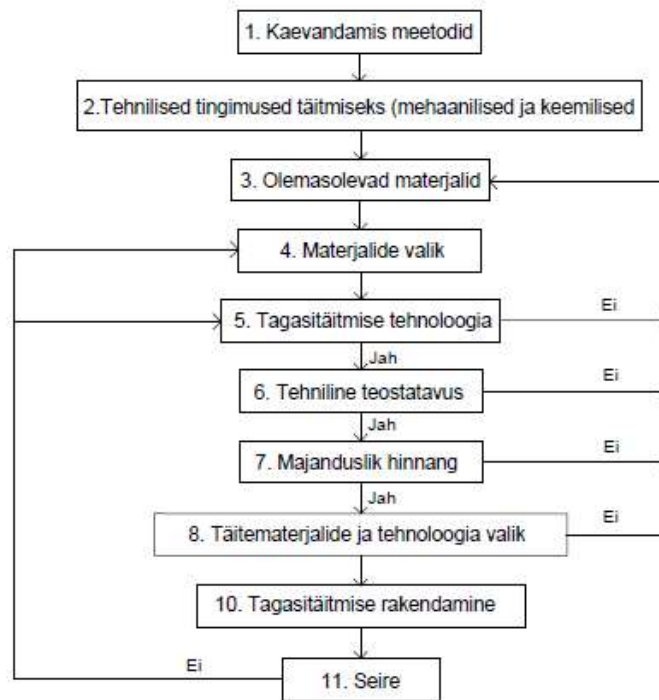 1. Kaevandamis meetodid
2.Tehnilised tingimused täitmiseks (mehaanilised ja keemilised
3. Olemasolevad materjalid
4. Materjalide valik
5. Tagasitäitmise tehnoloogia
Ei
Jah
6. Tehniline teostatavus
Ei
Jah
7. Majanduslik hinnang
Ei
Jah
8. Täitematerjalide ja tehnoloogia valik
Ei
10. Tagasitäitmise rakendamine
Ei
11. Seire